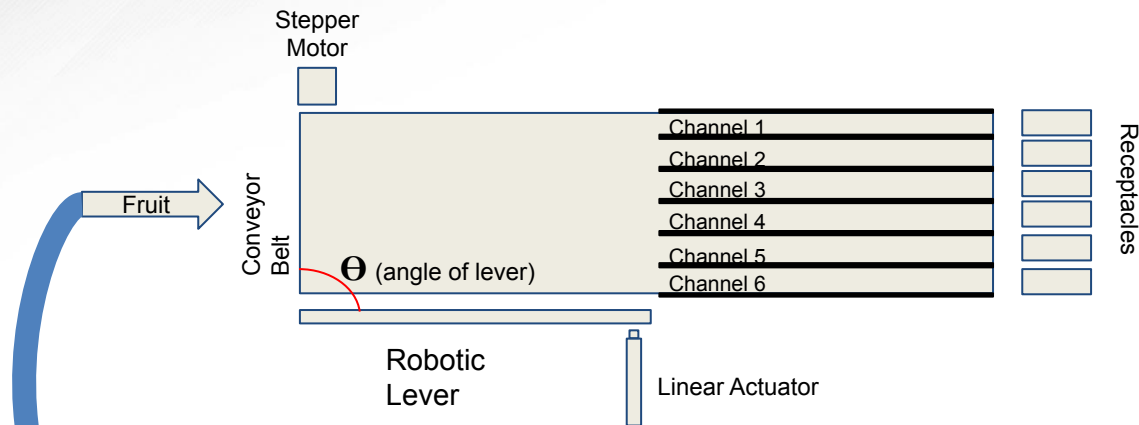 Stepper
Motor
Channel 1
Channel 2
Channel 3
Channel 4
Channel 5
Channel 6
Receptacles
Fruit
Conveyor
Belt
Ɵ (angle of lever)
Robotic
Lever
Linear Actuator